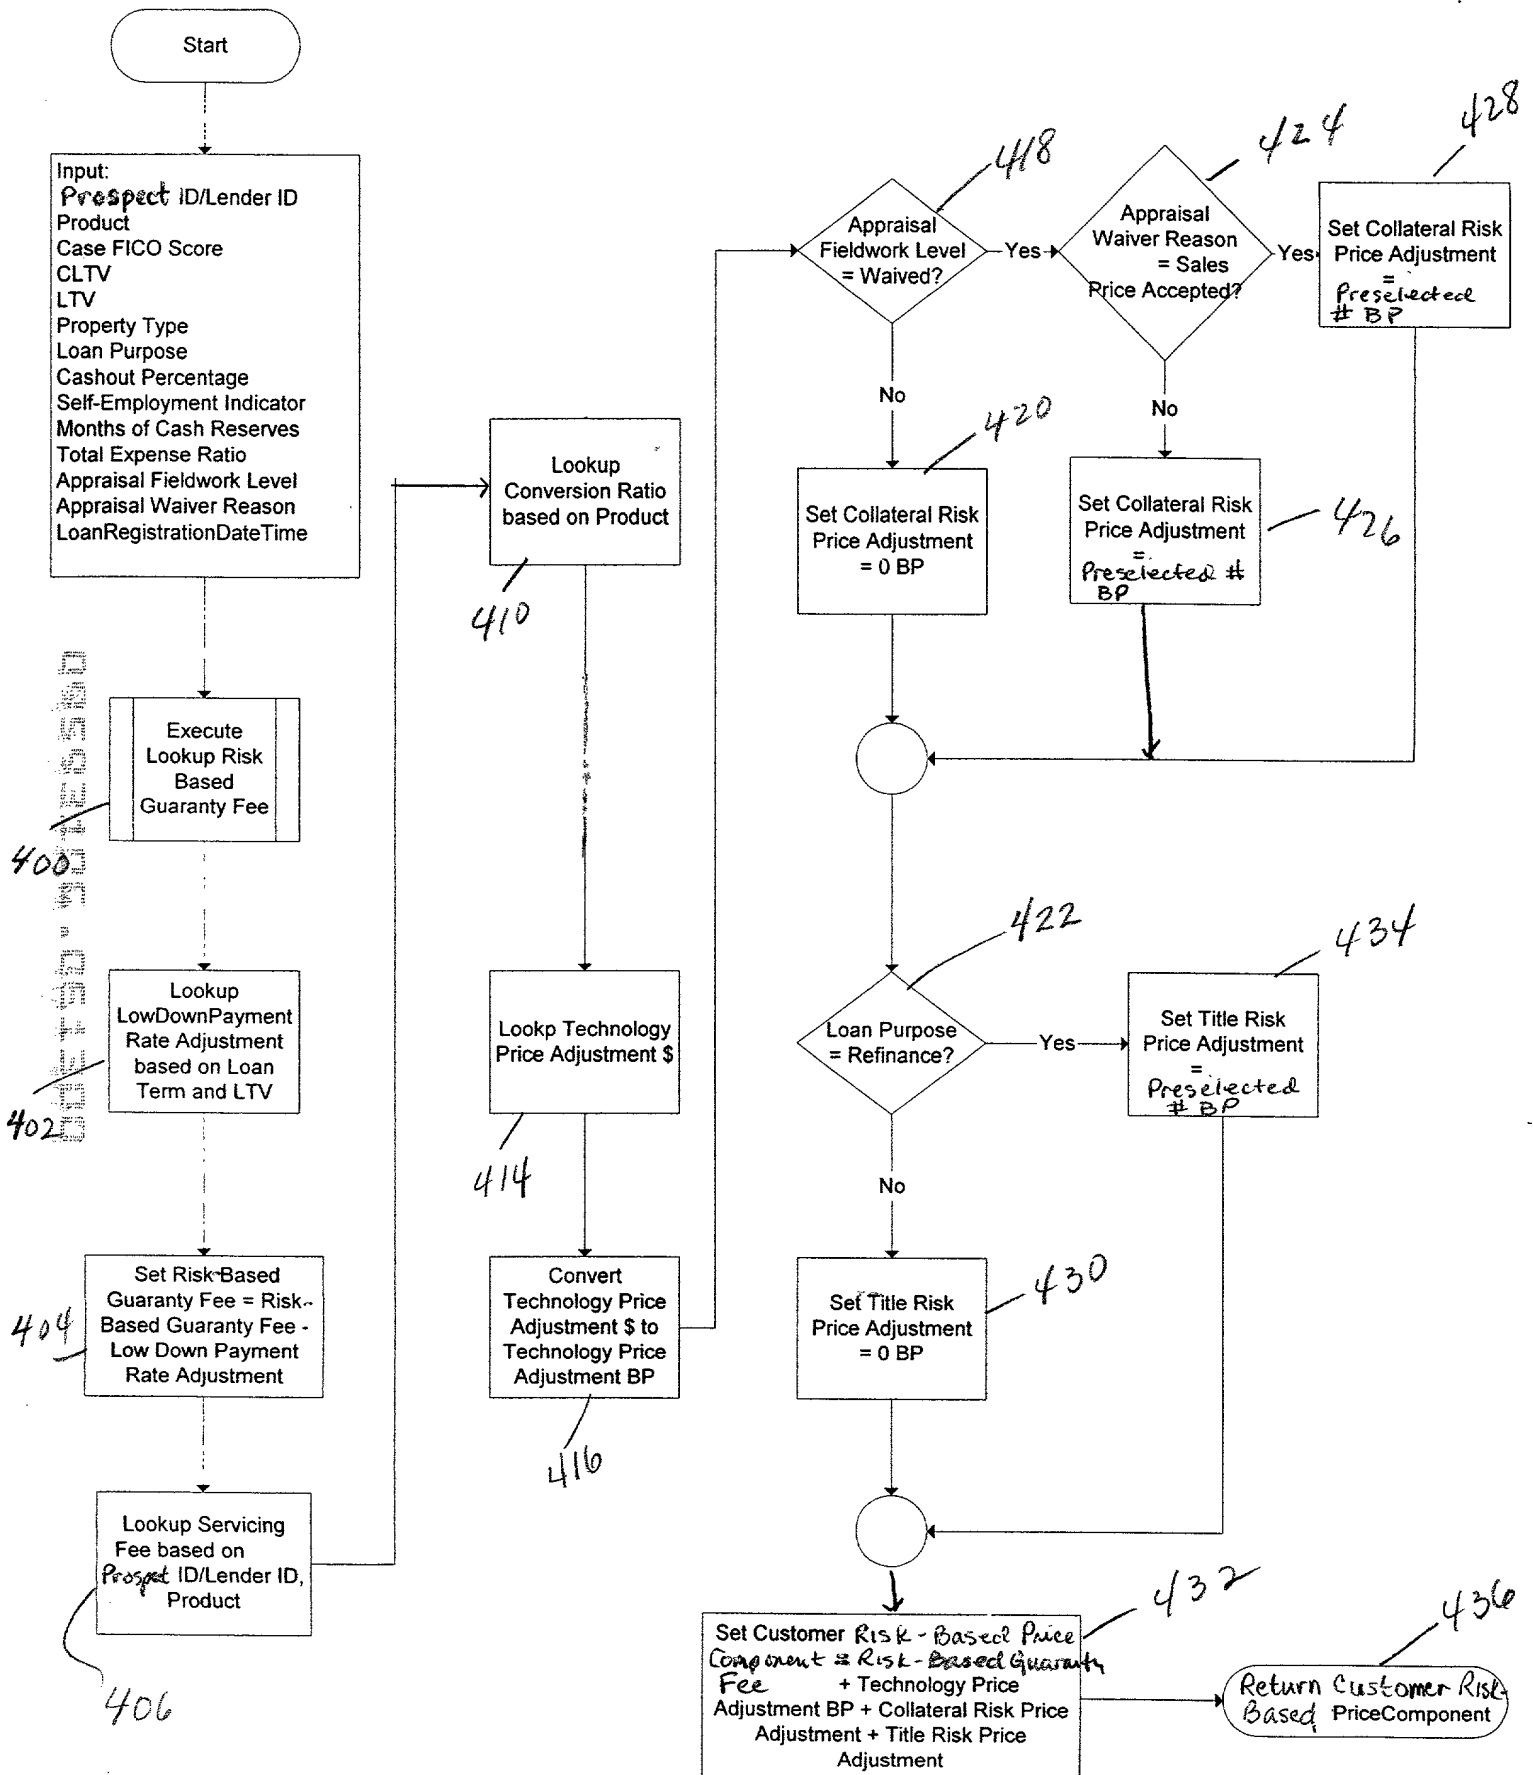 Start
Input:
Prospect ID/Lender ID
Product
Case FICO Score
CLTV
LTV
Property Type
Loan Purpose
Cashout Percentage
Self-Employment Indicator
Months of Cash Reserves
Total Expense Ratio
Appraisal Fieldwork Level
Appraisal Waiver Reason
LoanRegistrationDateTime
Execute
Lookup Risk
Based
Guaranty Fee
400
Lookup
LowDownPayment
Rate Adjustment
based on Loan
Term and LTV
402
Set Risk-Based
Guaranty Fee = Risk-
Based Guaranty Fee -
Low Down Payment
Rate Adjustment
404
Lookup Servicing
Fee based on
Prospect ID/Lender ID,
Product
406
Lookup
Conversion Ratio
based on Product
410
Lookp Technology
Price Adjustment $
414
Convert
Technology Price
Adjustment $ to
Technology Price
Adjustment BP
416
Appraisal
Fieldwork Level
= Waived?
418
Yes
No
Set Collateral Risk
Price Adjustment
= 0 BP
420
Appraisal
Waiver Reason
= Sales
Price Accepted?
424
Yes
No
Set Collateral Risk
Price Adjustment
=
Preselected #
BP
426
Set Collateral Risk
Price Adjustment
=
Preselected
# BP
428
Loan Purpose
= Refinance?
422
Yes
No
Set Title Risk
Price Adjustment
=
Preselected
# BP
434
Set Title Risk
Price Adjustment
= 0 BP
430
Set Customer Risk-Based Price
Component = Risk-Based Guaranty
Fee + Technology Price
Adjustment BP + Collateral Risk Price
Adjustment + Title Risk Price
Adjustment
432
Return Customer Risk-
Based PriceComponent
436